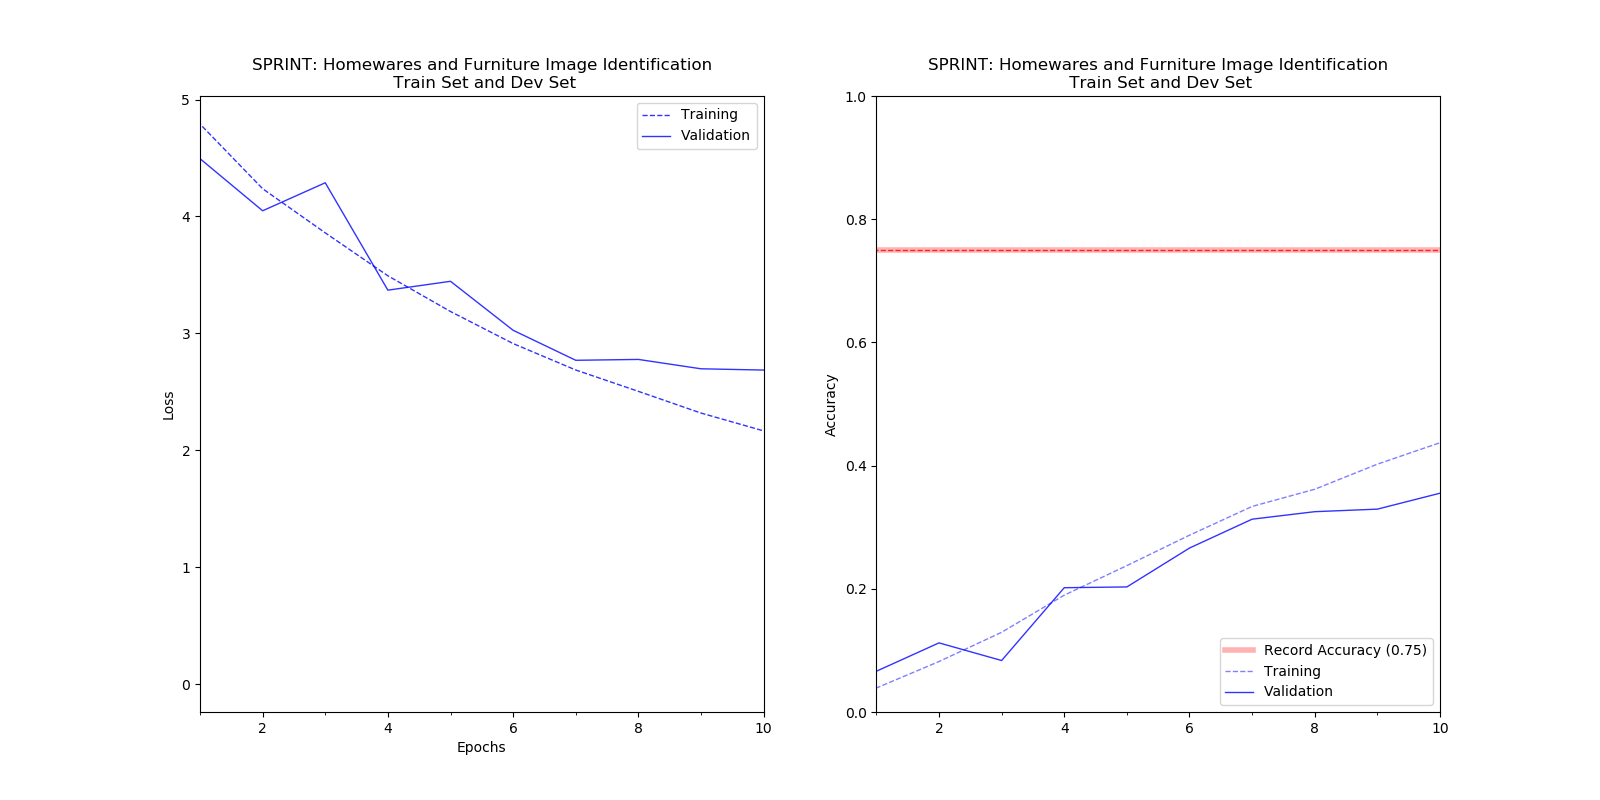 SPRINT: Homewares and Furniture Image Identification
Train Set and Dev Set
5
4
3
2
1
0
Loss
2
4
6
8
10
Epochs
Training
Validation
SPRINT: Homewares and Furniture Image Identification
Train Set and Dev Set
1.0
0.8
0.6
0.4
0.2
0.0
Accuracy
2
4
6
8
10
Record Accuracy (0.75)
Training
Validation